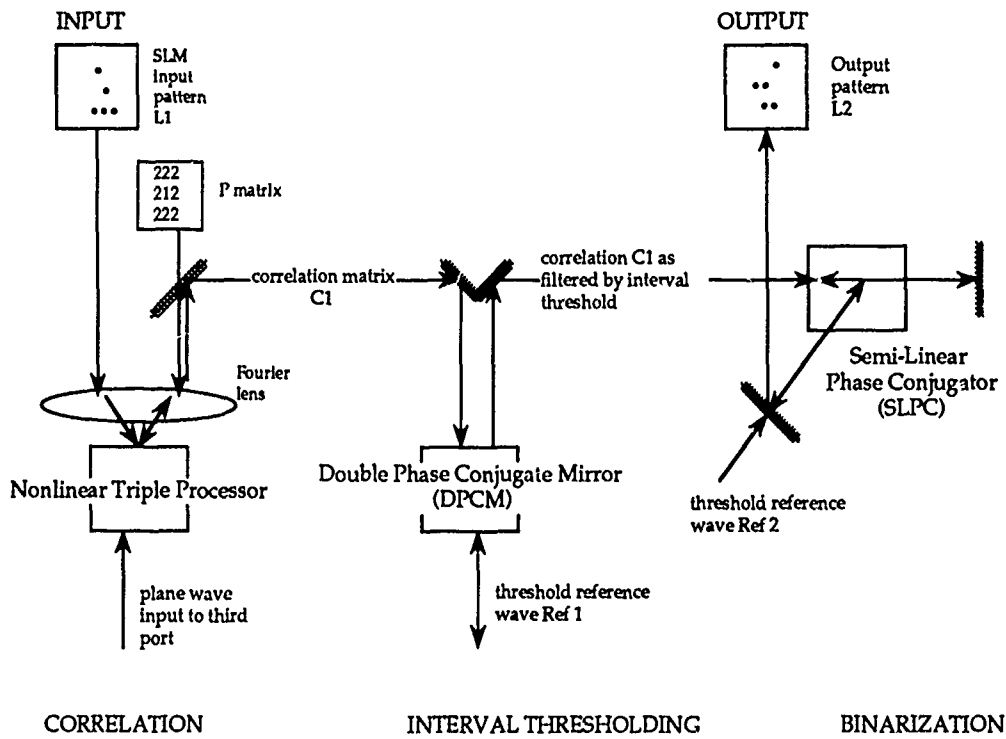 INPUT
SLM
input
pattern
L1
222
212
222
P matrix
correlation matrix
C1
Fourier
lens
Nonlinear Triple Processor
plane wave
input to third
port
CORRELATION
correlation C1 as
filtered by interval
threshold
Double Phase Conjugate Mirror
(DPCM)
threshold reference
wave Ref 1
INTERVAL THRESHOLDING
OUTPUT
Output
pattern
L2
Semi-Linear
Phase Conjugator
(SLPC)
threshold reference
wave Ref 2
BINARIZATION